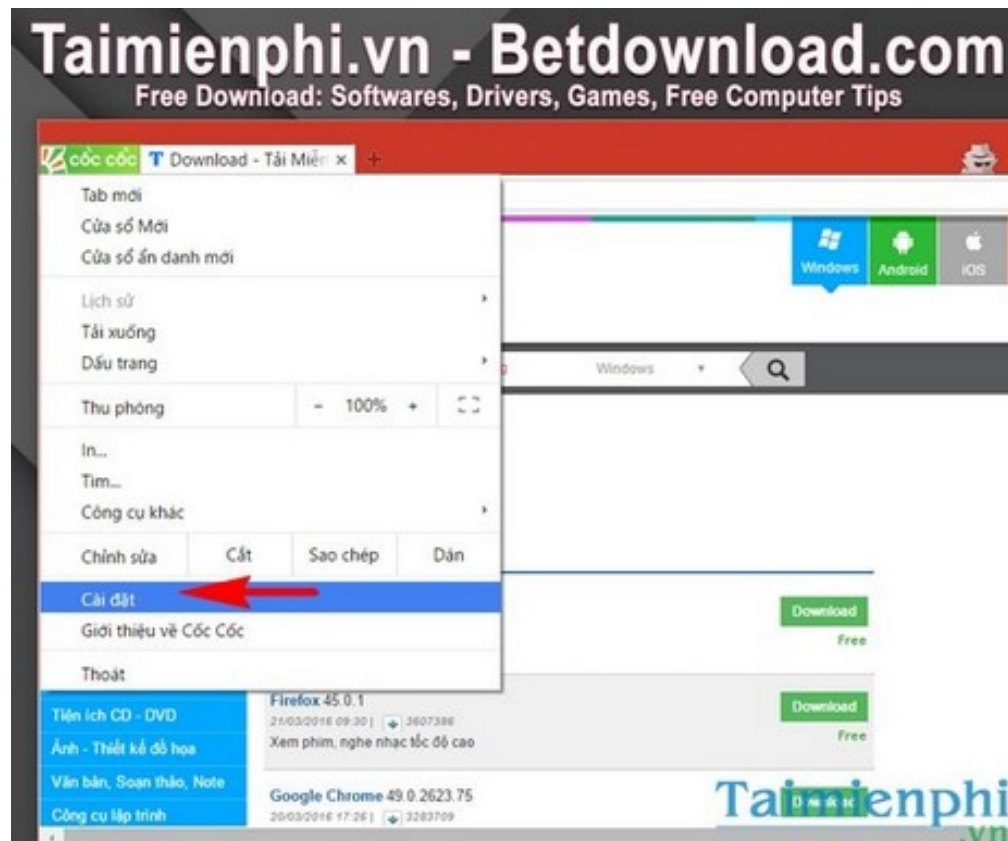 Taimienphi.vn - Betdownload.com
Free Download: Softwares, Drivers, Games, Free Computer Tips
cốc cốc T Download - Tải Miễn × +
Tab mới
Cửa sổ Mới
Cửa sổ ẩn danh mới
Windows Android iOS
Lịch sử
Tải xuống
Dấu trang
Windows
Thu phóng - 100% +
In...
Tìm...
Công cụ khác
Chỉnh sửa Cắt Sao chép Dán
Cài đặt
Download
Giới thiệu về Cốc Cốc
Free
Thoát
Tiện ích CD - DVD
Firefox 45.0.1
Download
21/03/2016 09:30 | 3607386
Free
Ảnh - Thiết kế đồ họa
Xem phim, nghe nhạc tốc độ cao
Văn bản, Soạn thảo, Note
Google Chrome 49.0.2623.75
Download
Công cụ lập trình
20/03/2016 17:26 | 3283709
Taimienphi
.vn